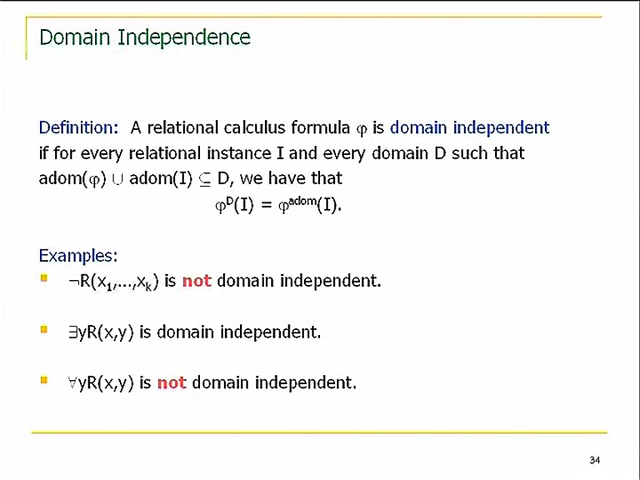 Domain Independence
Definition: A relational calculus formula φ is domain independent
if for every relational instance I and every domain D such that
adom(φ) ∪ adom(I) ⊆ D, we have that
φᴰ(I) = φᵃᵈᵒᵐ(I).
Examples:
¬R(x₁,…,xₖ) is not domain independent.
∃yR(x,y) is domain independent.
∀yR(x,y) is not domain independent.
34